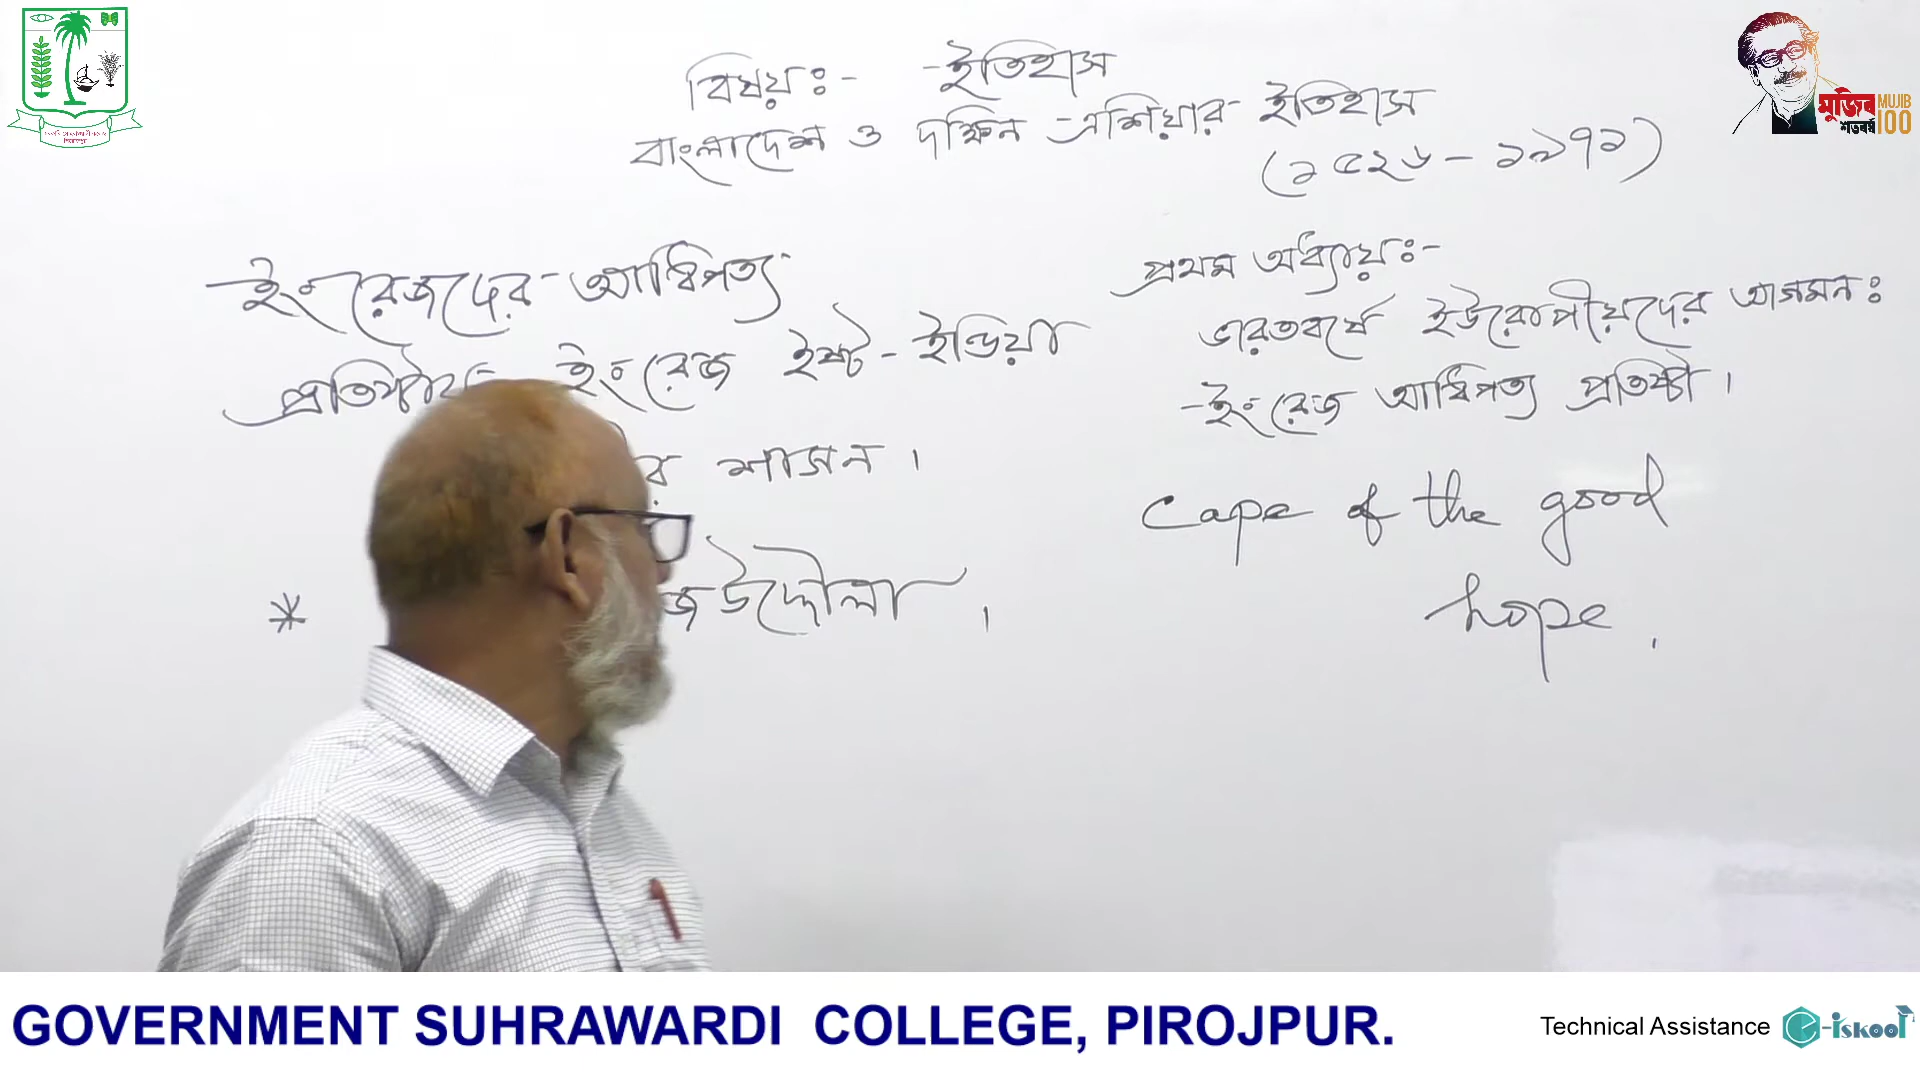 বিষয়ঃ- ইতিহাস
বাংলাদেশ ও দক্ষিন এশিয়ার ইতিহাস
(১৫২৬ - ১৯৭১)
ইংরেজদের আধিপত্য
ইংরেজ ইষ্ট-ইন্ডিয়া
শাসন।
*
জউদ্দৌলা।
প্রথম অধ্যায়ঃ-
ভারতবর্ষে ইউরোপীয়দের আগমনঃ
ইংরেজ আধিপত্য প্রতিষ্ঠা।
Cape of the good
hope.
মুজিব
শতবর্ষ
MUJIB
100
GOVERNMENT SUHRAWARDI COLLEGE, PIROJPUR.
Technical Assistance e-iskool